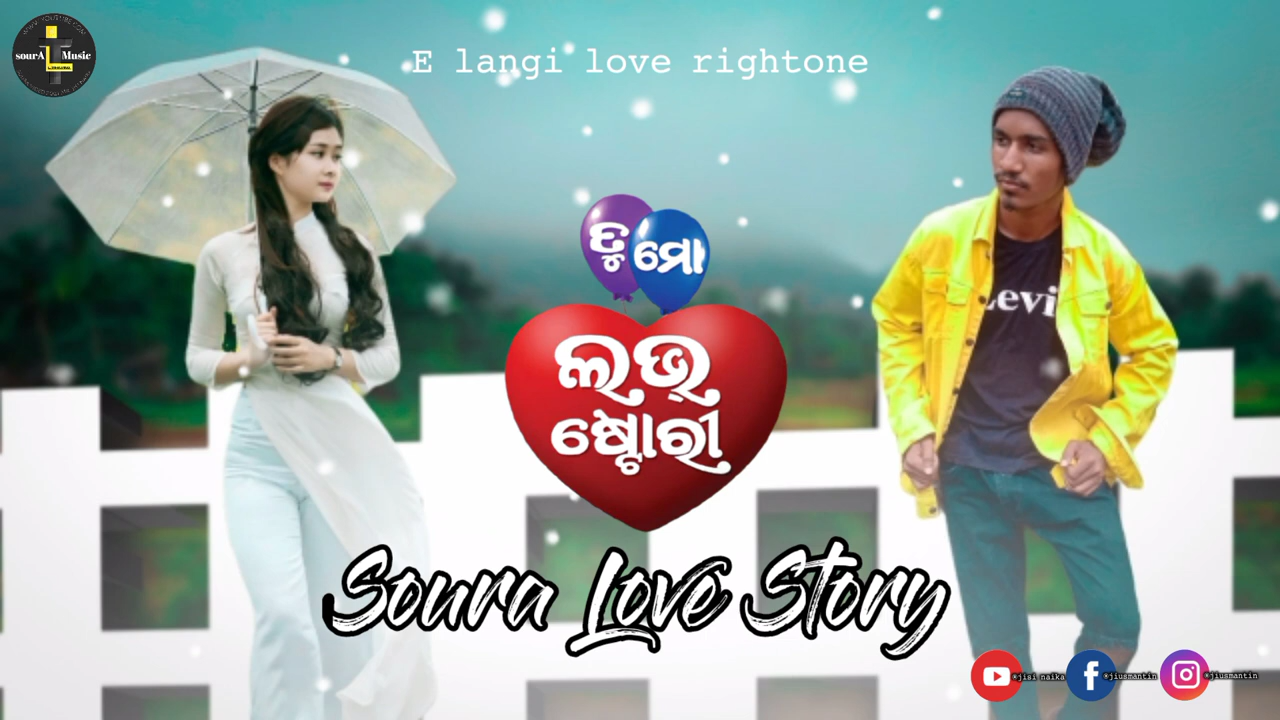 sourA Music
E langi love rightone
ତୁ ମୋ
ଲଭ୍
ଷ୍ଟୋରୀ
Levi
Soura Love Story
@jisi naika
@jiusmantin
@jiusmantin